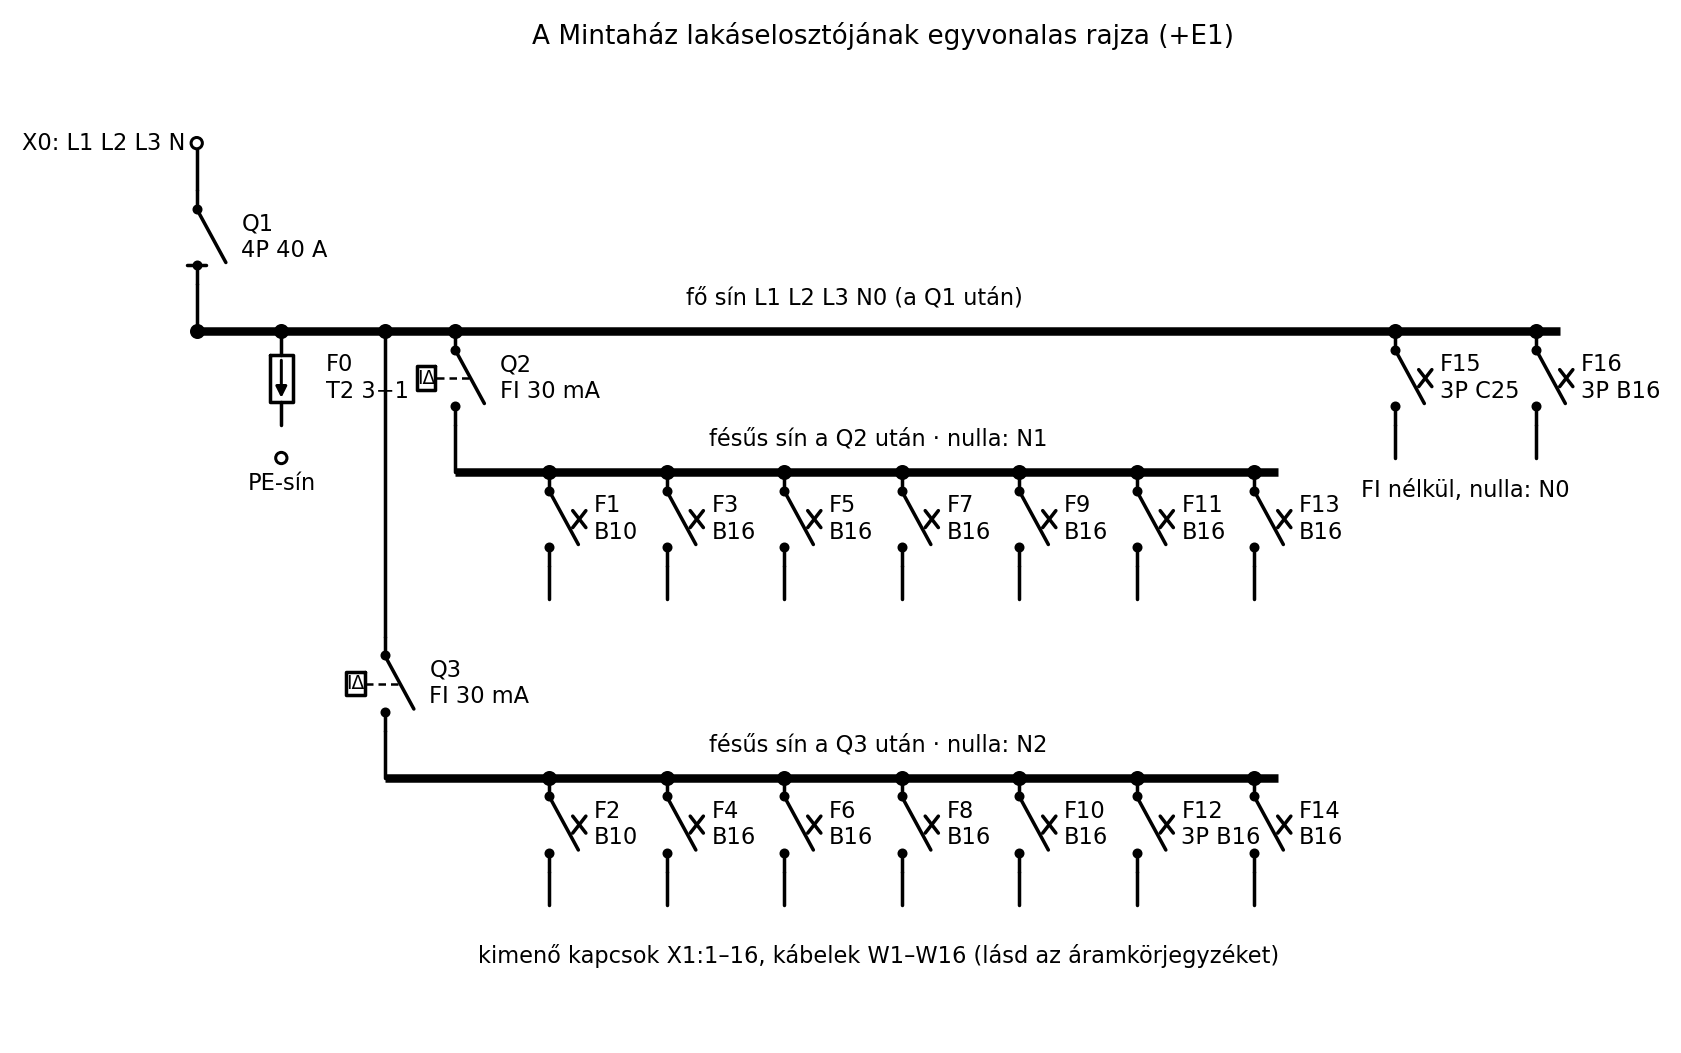 A Mintaház lakáselosztójának egyvonalas rajza (+E1)
X0: L1 L2 L3 N
Q1
4P 40 A
fő sín L1 L2 L3 N0 (a Q1 után)
F0
T2 3+1
PE-sín
IΔ
Q2
FI 30 mA
F15
3P C25
F16
3P B16
FI nélkül, nulla: N0
fésűs sín a Q2 után · nulla: N1
F1
B10
F3
B16
F5
B16
F7
B16
F9
B16
F11
B16
F13
B16
IΔ
Q3
FI 30 mA
fésűs sín a Q3 után · nulla: N2
F2
B10
F4
B16
F6
B16
F8
B16
F10
B16
F12
3P B16
F14
B16
kimenő kapcsok X1:1–16, kábelek W1–W16 (lásd az áramkörjegyzéket)